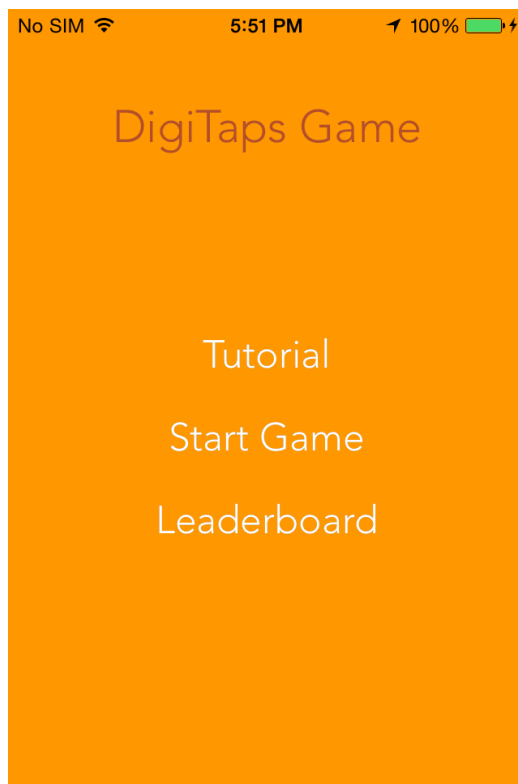 No SIM 5:51 PM 100%
DigiTaps Game
Tutorial
Start Game
Leaderboard